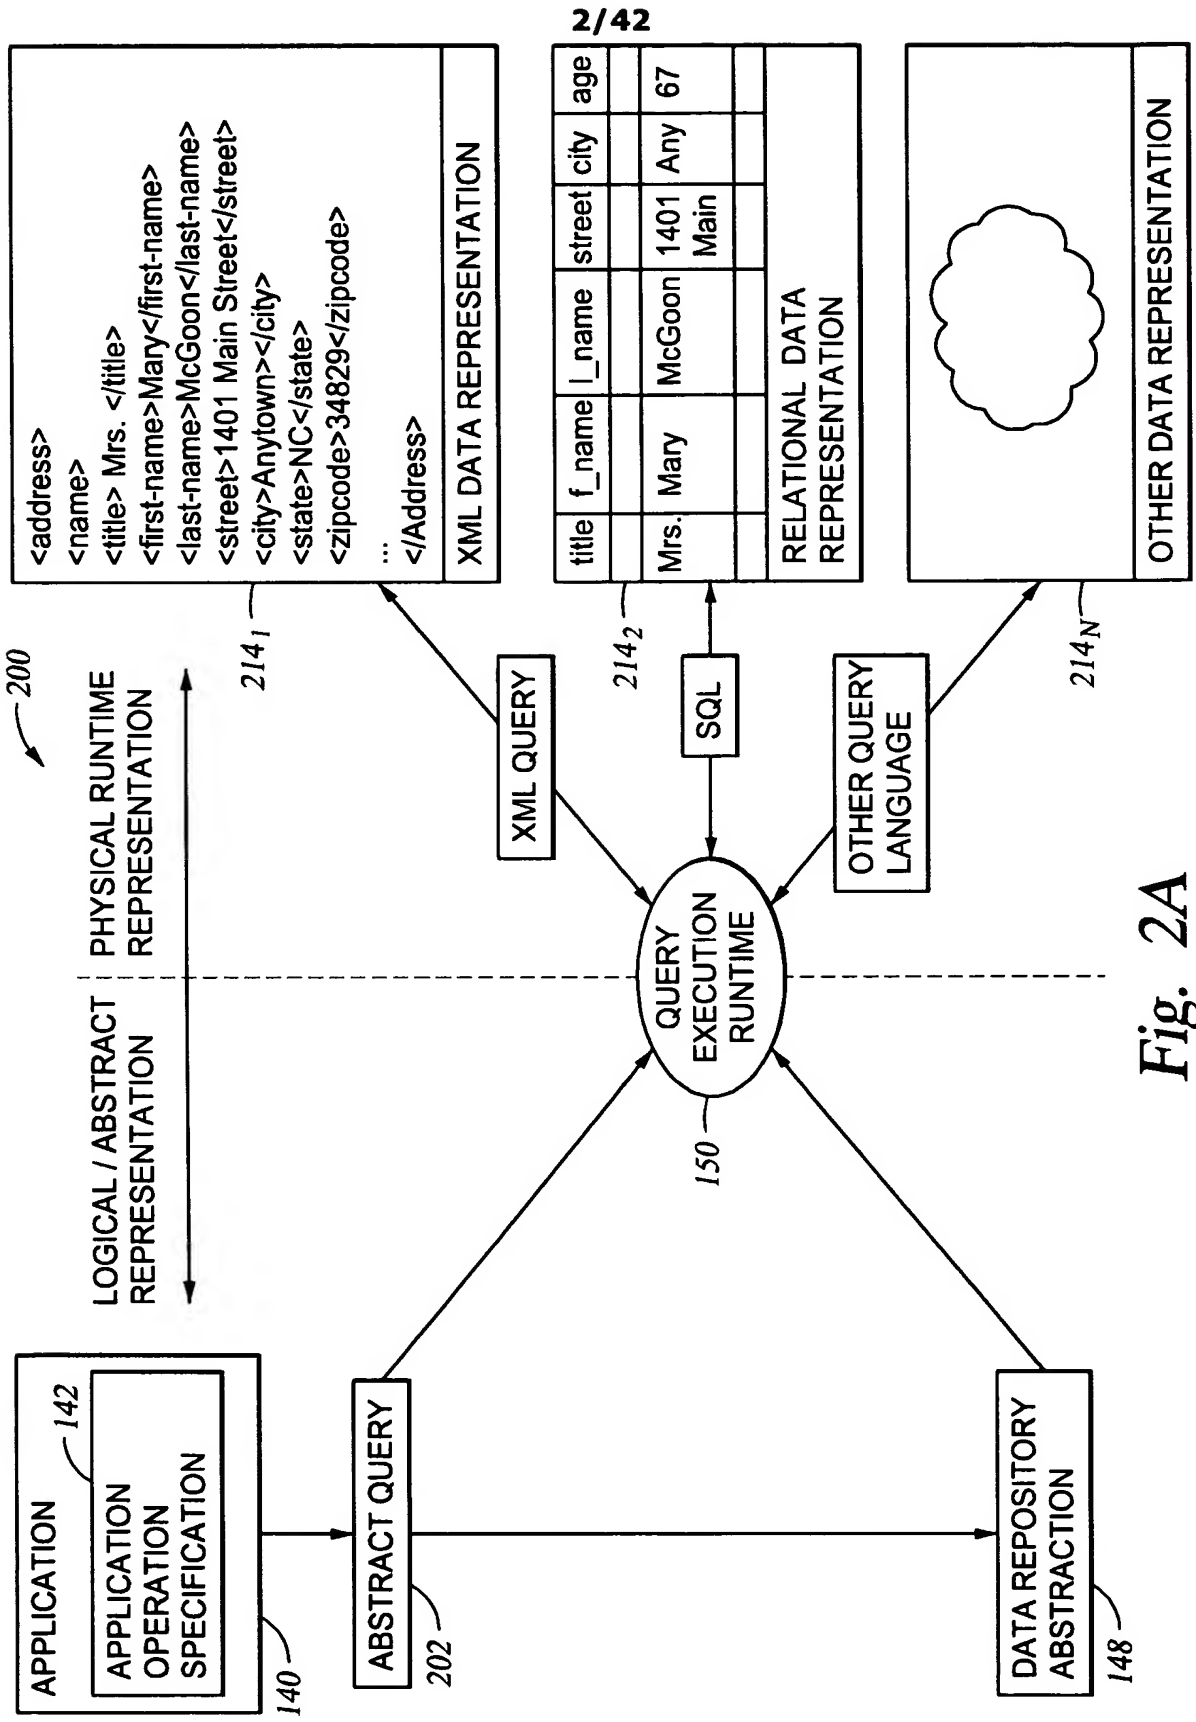 2/42
200
LOGICAL / ABSTRACT
REPRESENTATION
PHYSICAL RUNTIME
REPRESENTATION
APPLICATION
142
APPLICATION
OPERATION
SPECIFICATION
140
ABSTRACT QUERY
202
DATA REPOSITORY
ABSTRACTION
148
QUERY
EXECUTION
RUNTIME
150
XML QUERY
SQL
OTHER QUERY
LANGUAGE
<address>
<name>
<title> Mrs. </title>
<first-name>Mary</first-name>
<last-name>McGoon</last-name>
<street>1401 Main Street</street>
<city>Anytown></city>
<state>NC</state>
<zipcode>34829</zipcode>
...
</Address>
XML DATA REPRESENTATION
214₁
title f_name l_name street city age
Mrs. Mary McGoon 1401 Any 67
Main
RELATIONAL DATA
REPRESENTATION
214₂
OTHER DATA REPRESENTATION
214N
Fig. 2A